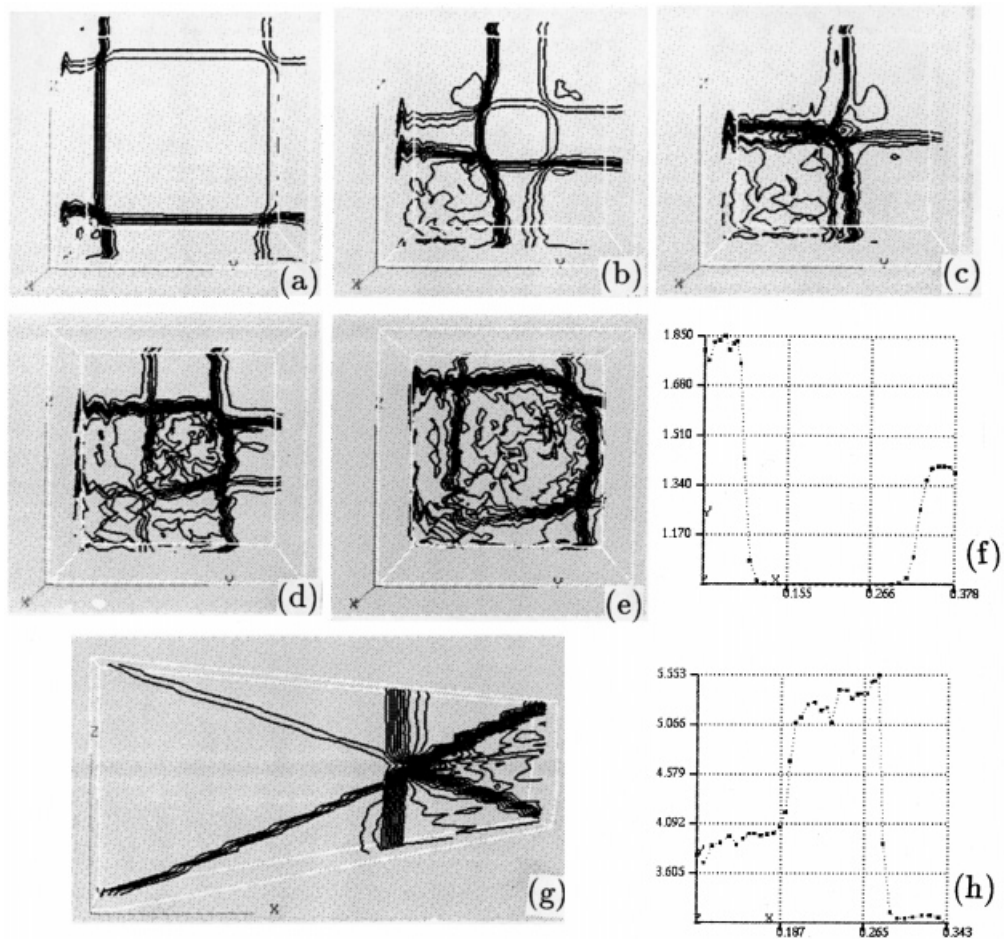 Z
X
Y
(a)
X
Y
(b)
X
Y
(c)
Y
X
(d)
Y
X
(e)
1.850
1.680
1.510
1.340
1.170
X
0.155
0.266
0.378
(f)
Z
X
(g)
5.553
5.066
4.579
4.092
3.605
Z
X
0.187
0.265
0.343
(h)